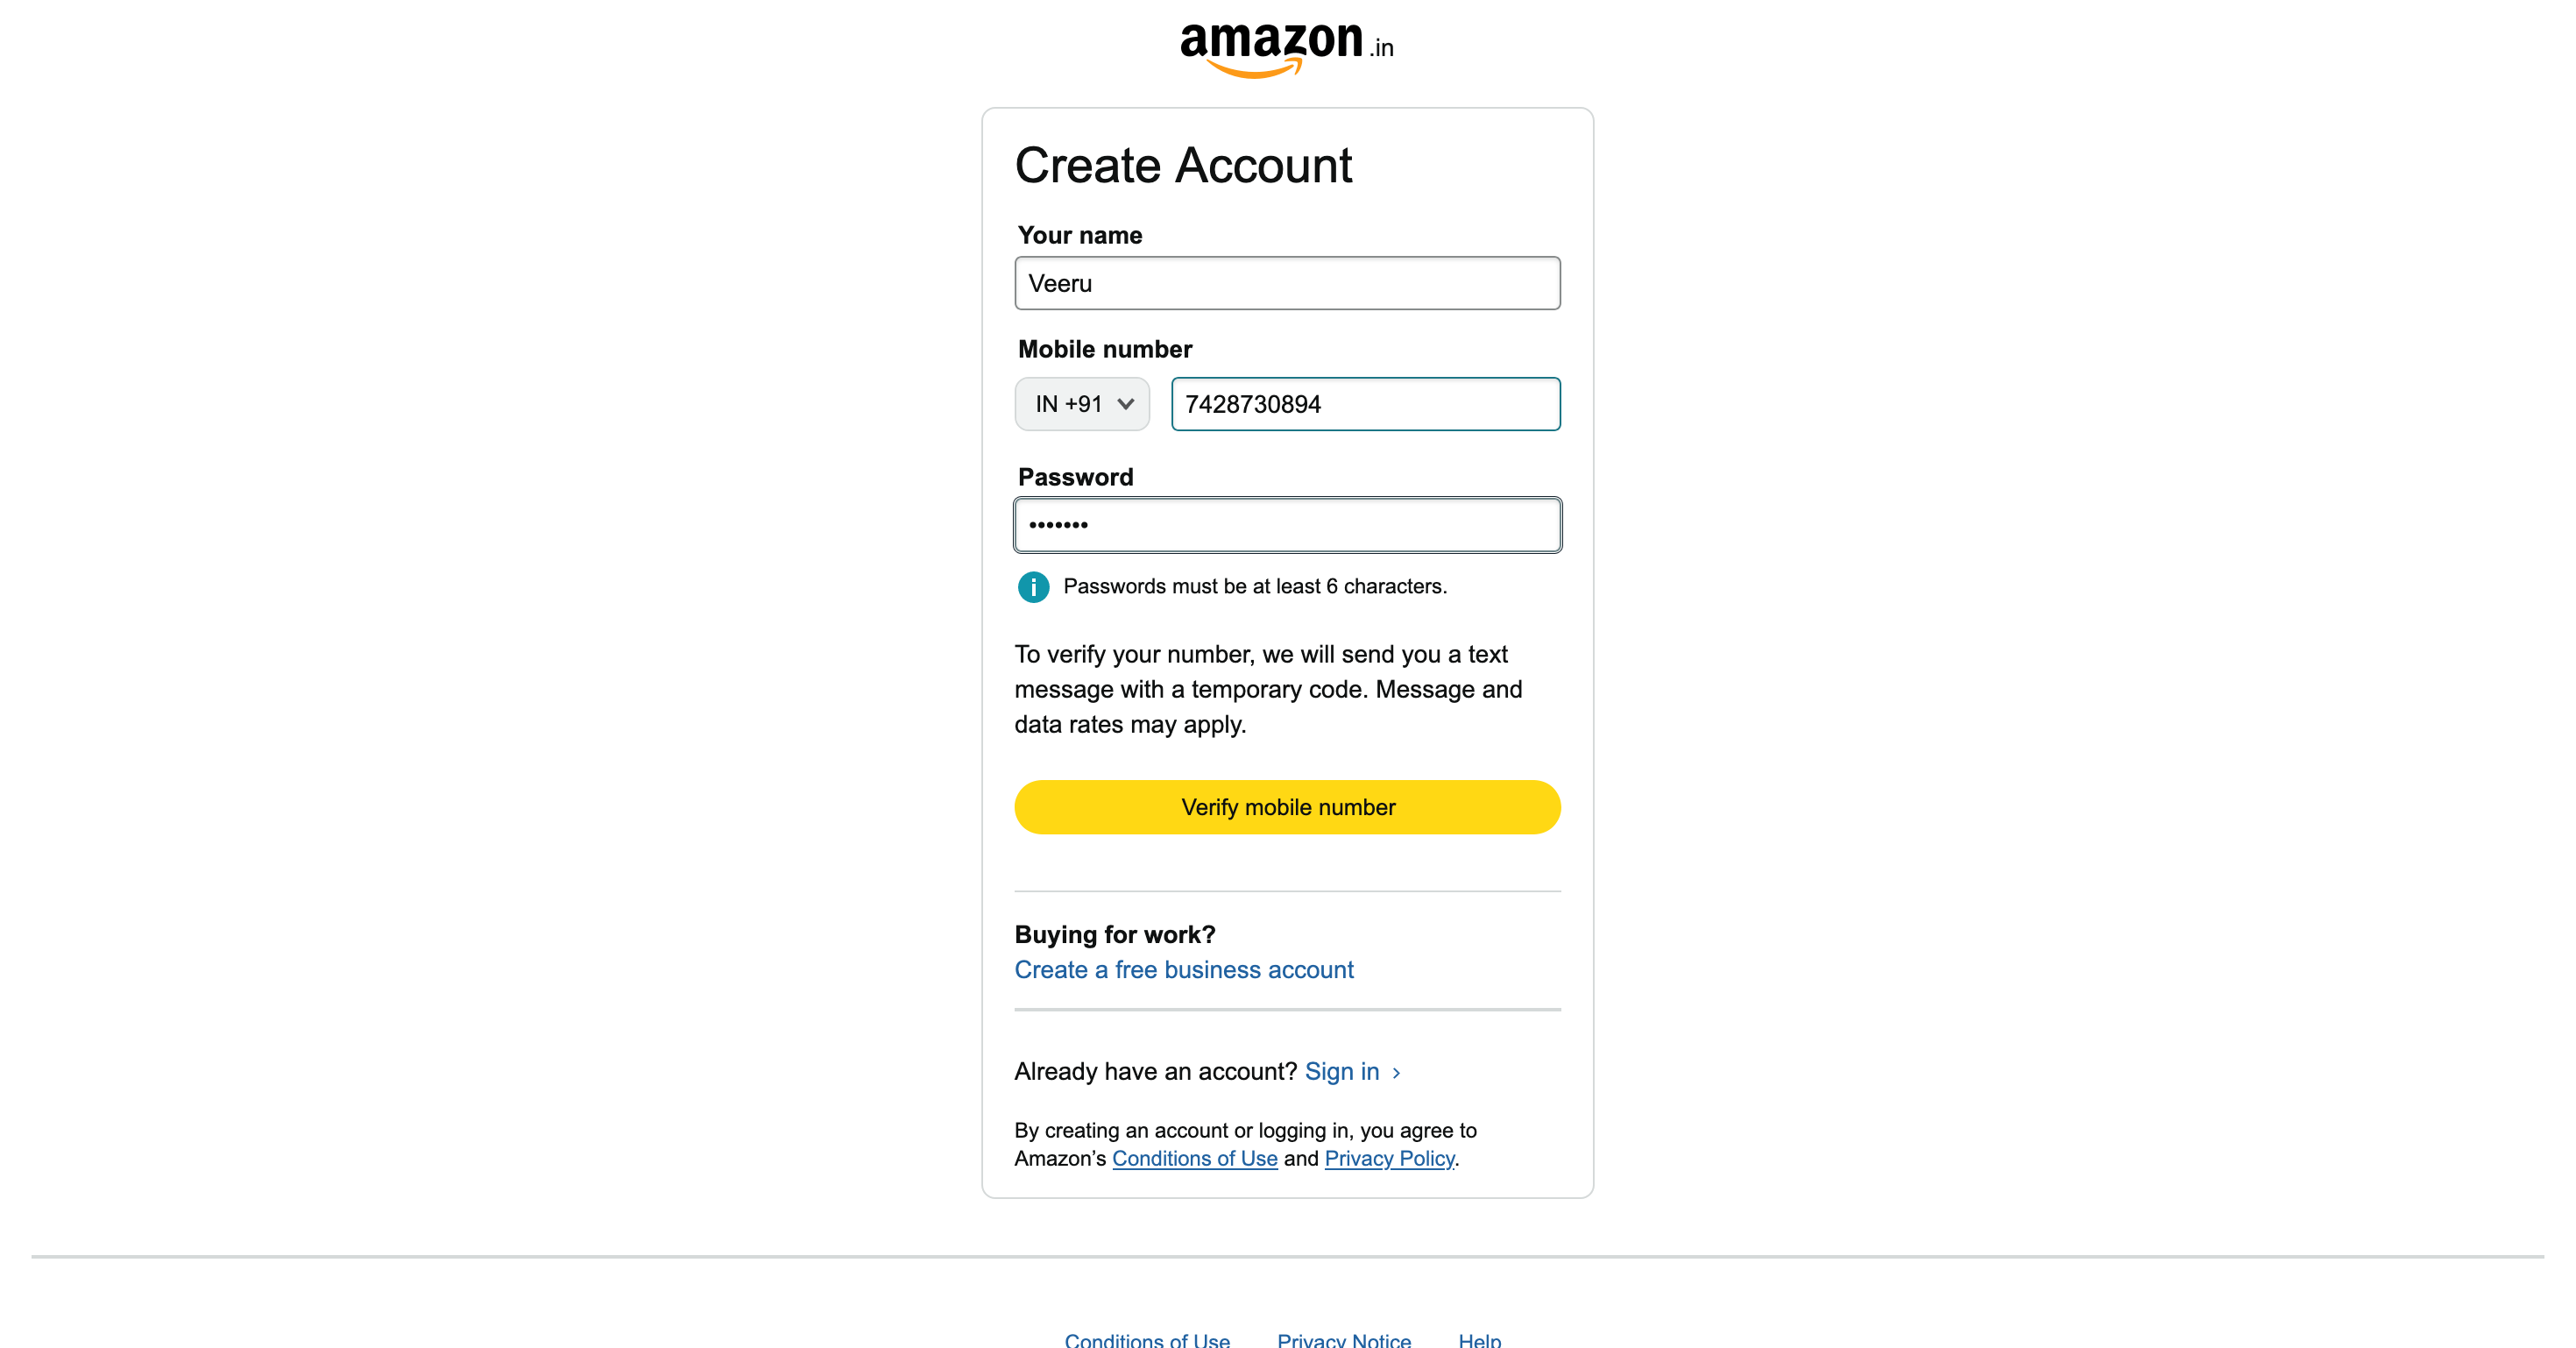 amazon.in
Create Account
Your name
Veeru
Mobile number
IN +91 7428730894
Password
•••••••
i Passwords must be at least 6 characters.
To verify your number, we will send you a text
message with a temporary code. Message and
data rates may apply.
Verify mobile number
Buying for work?
Create a free business account
Already have an account? Sign in ›
By creating an account or logging in, you agree to
Amazon’s Conditions of Use and Privacy Policy.
Conditions of Use Privacy Notice Help